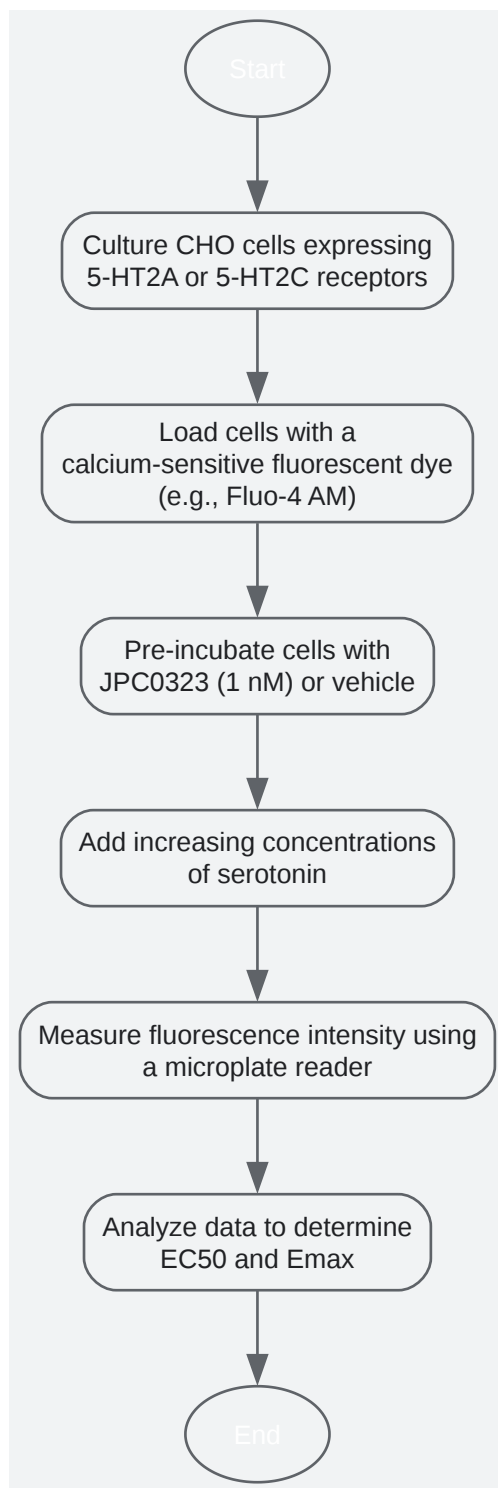 Start
Culture CHO cells expressing
5-HT2A or 5-HT2C receptors
Load cells with a
calcium-sensitive fluorescent dye
(e.g., Fluo-4 AM)
Pre-incubate cells with
JPC0323 (1 nM) or vehicle
Add increasing concentrations
of serotonin
Measure fluorescence intensity using
a microplate reader
Analyze data to determine
EC50 and Emax
End